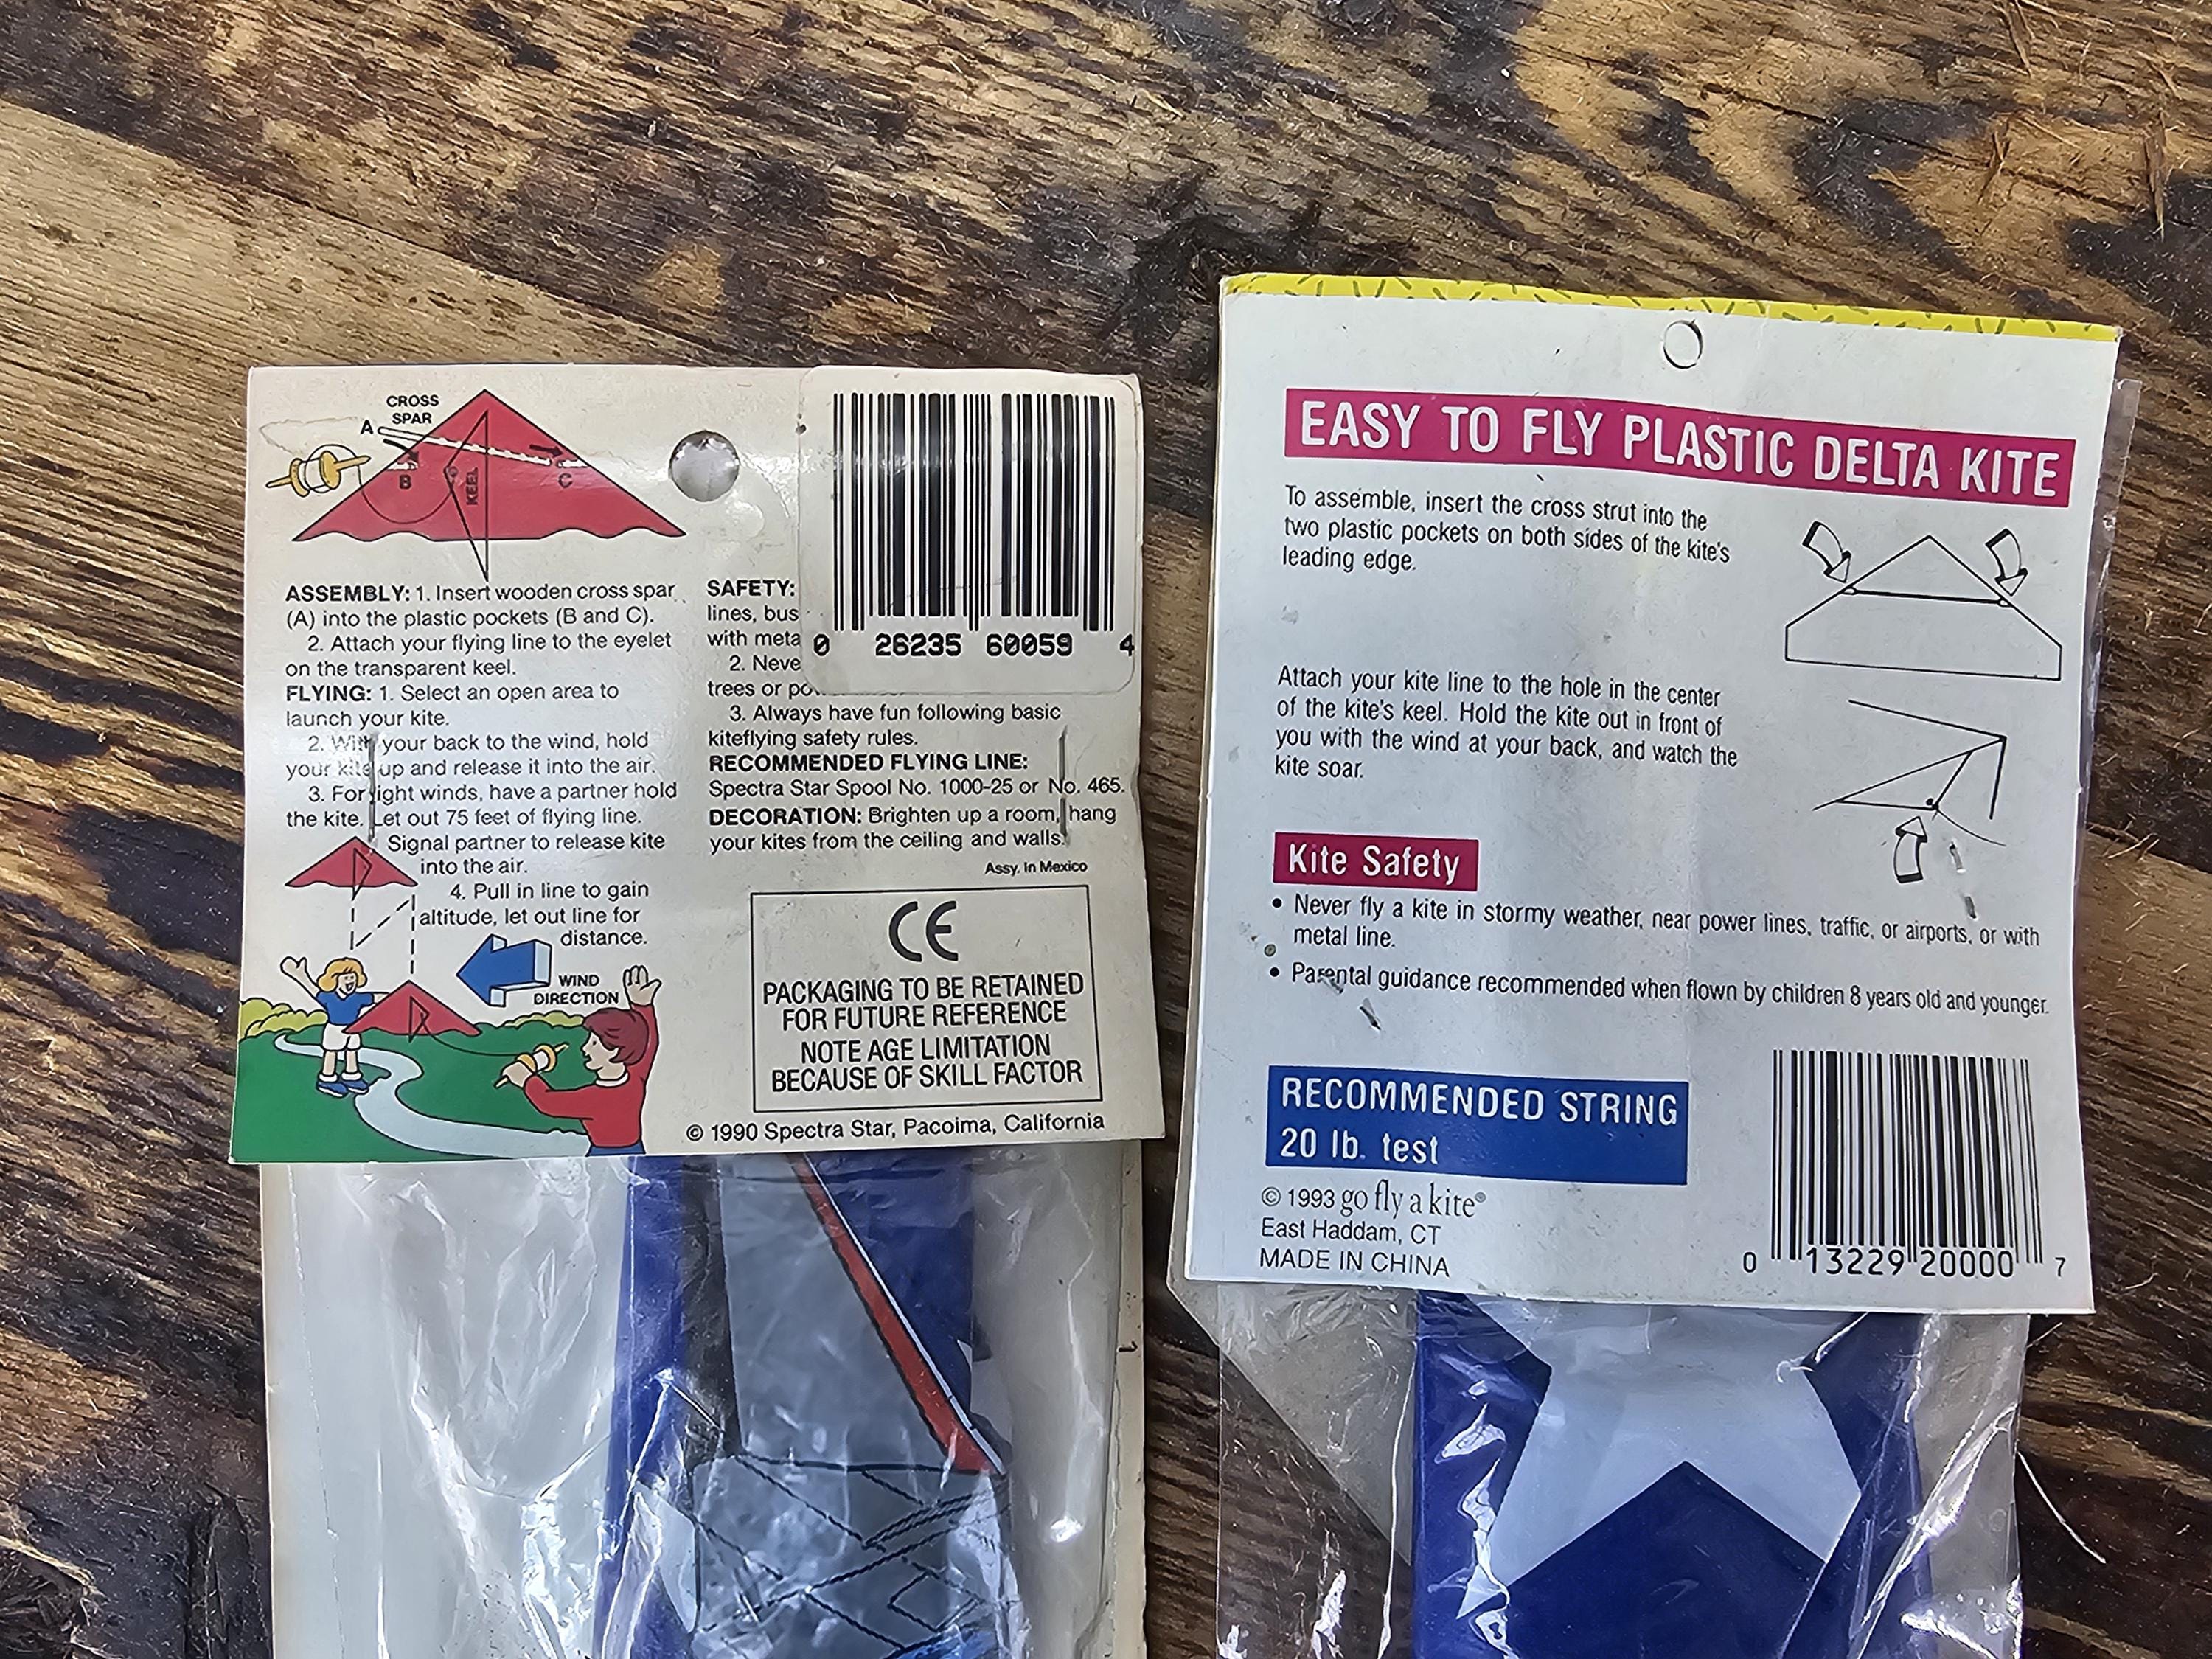 CROSS
SPAR
A
B
KEEL
C
ASSEMBLY: 1. Insert wooden cross spar
(A) into the plastic pockets (B and C).
2. Attach your flying line to the eyelet
on the transparent keel.
FLYING: 1. Select an open area to
launch your kite.
2. With your back to the wind, hold
your kite up and release it into the air.
3. For light winds, have a partner hold
the kite. Let out 75 feet of flying line.
Signal partner to release kite
into the air.
4. Pull in line to gain
altitude, let out line for
distance.
WIND
DIRECTION
0 26235 60059 4
SAFETY:
lines, bus
with meta
2. Neve
trees or po
3. Always have fun following basic
kiteflying safety rules.
RECOMMENDED FLYING LINE:
Spectra Star Spool No. 1000-25 or No. 465.
DECORATION: Brighten up a room, hang
your kites from the ceiling and walls.
Assy. In Mexico
CE
PACKAGING TO BE RETAINED
FOR FUTURE REFERENCE
NOTE AGE LIMITATION
BECAUSE OF SKILL FACTOR
© 1990 Spectra Star, Pacoima, California
EASY TO FLY PLASTIC DELTA KITE
To assemble, insert the cross strut into the
two plastic pockets on both sides of the kite's
leading edge.
Attach your kite line to the hole in the center
of the kite's keel. Hold the kite out in front of
you with the wind at your back, and watch the
kite soar.
Kite Safety
• Never fly a kite in stormy weather, near power lines, traffic, or airports, or with
metal line.
• Parental guidance recommended when flown by children 8 years old and younger.
RECOMMENDED STRING
20 lb. test
© 1993 go fly a kite®
East Haddam, CT
MADE IN CHINA
0 13229 20000 7